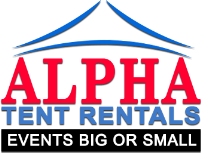 ALPHA
TENT RENTALS
EVENTS BIG OR SMALL